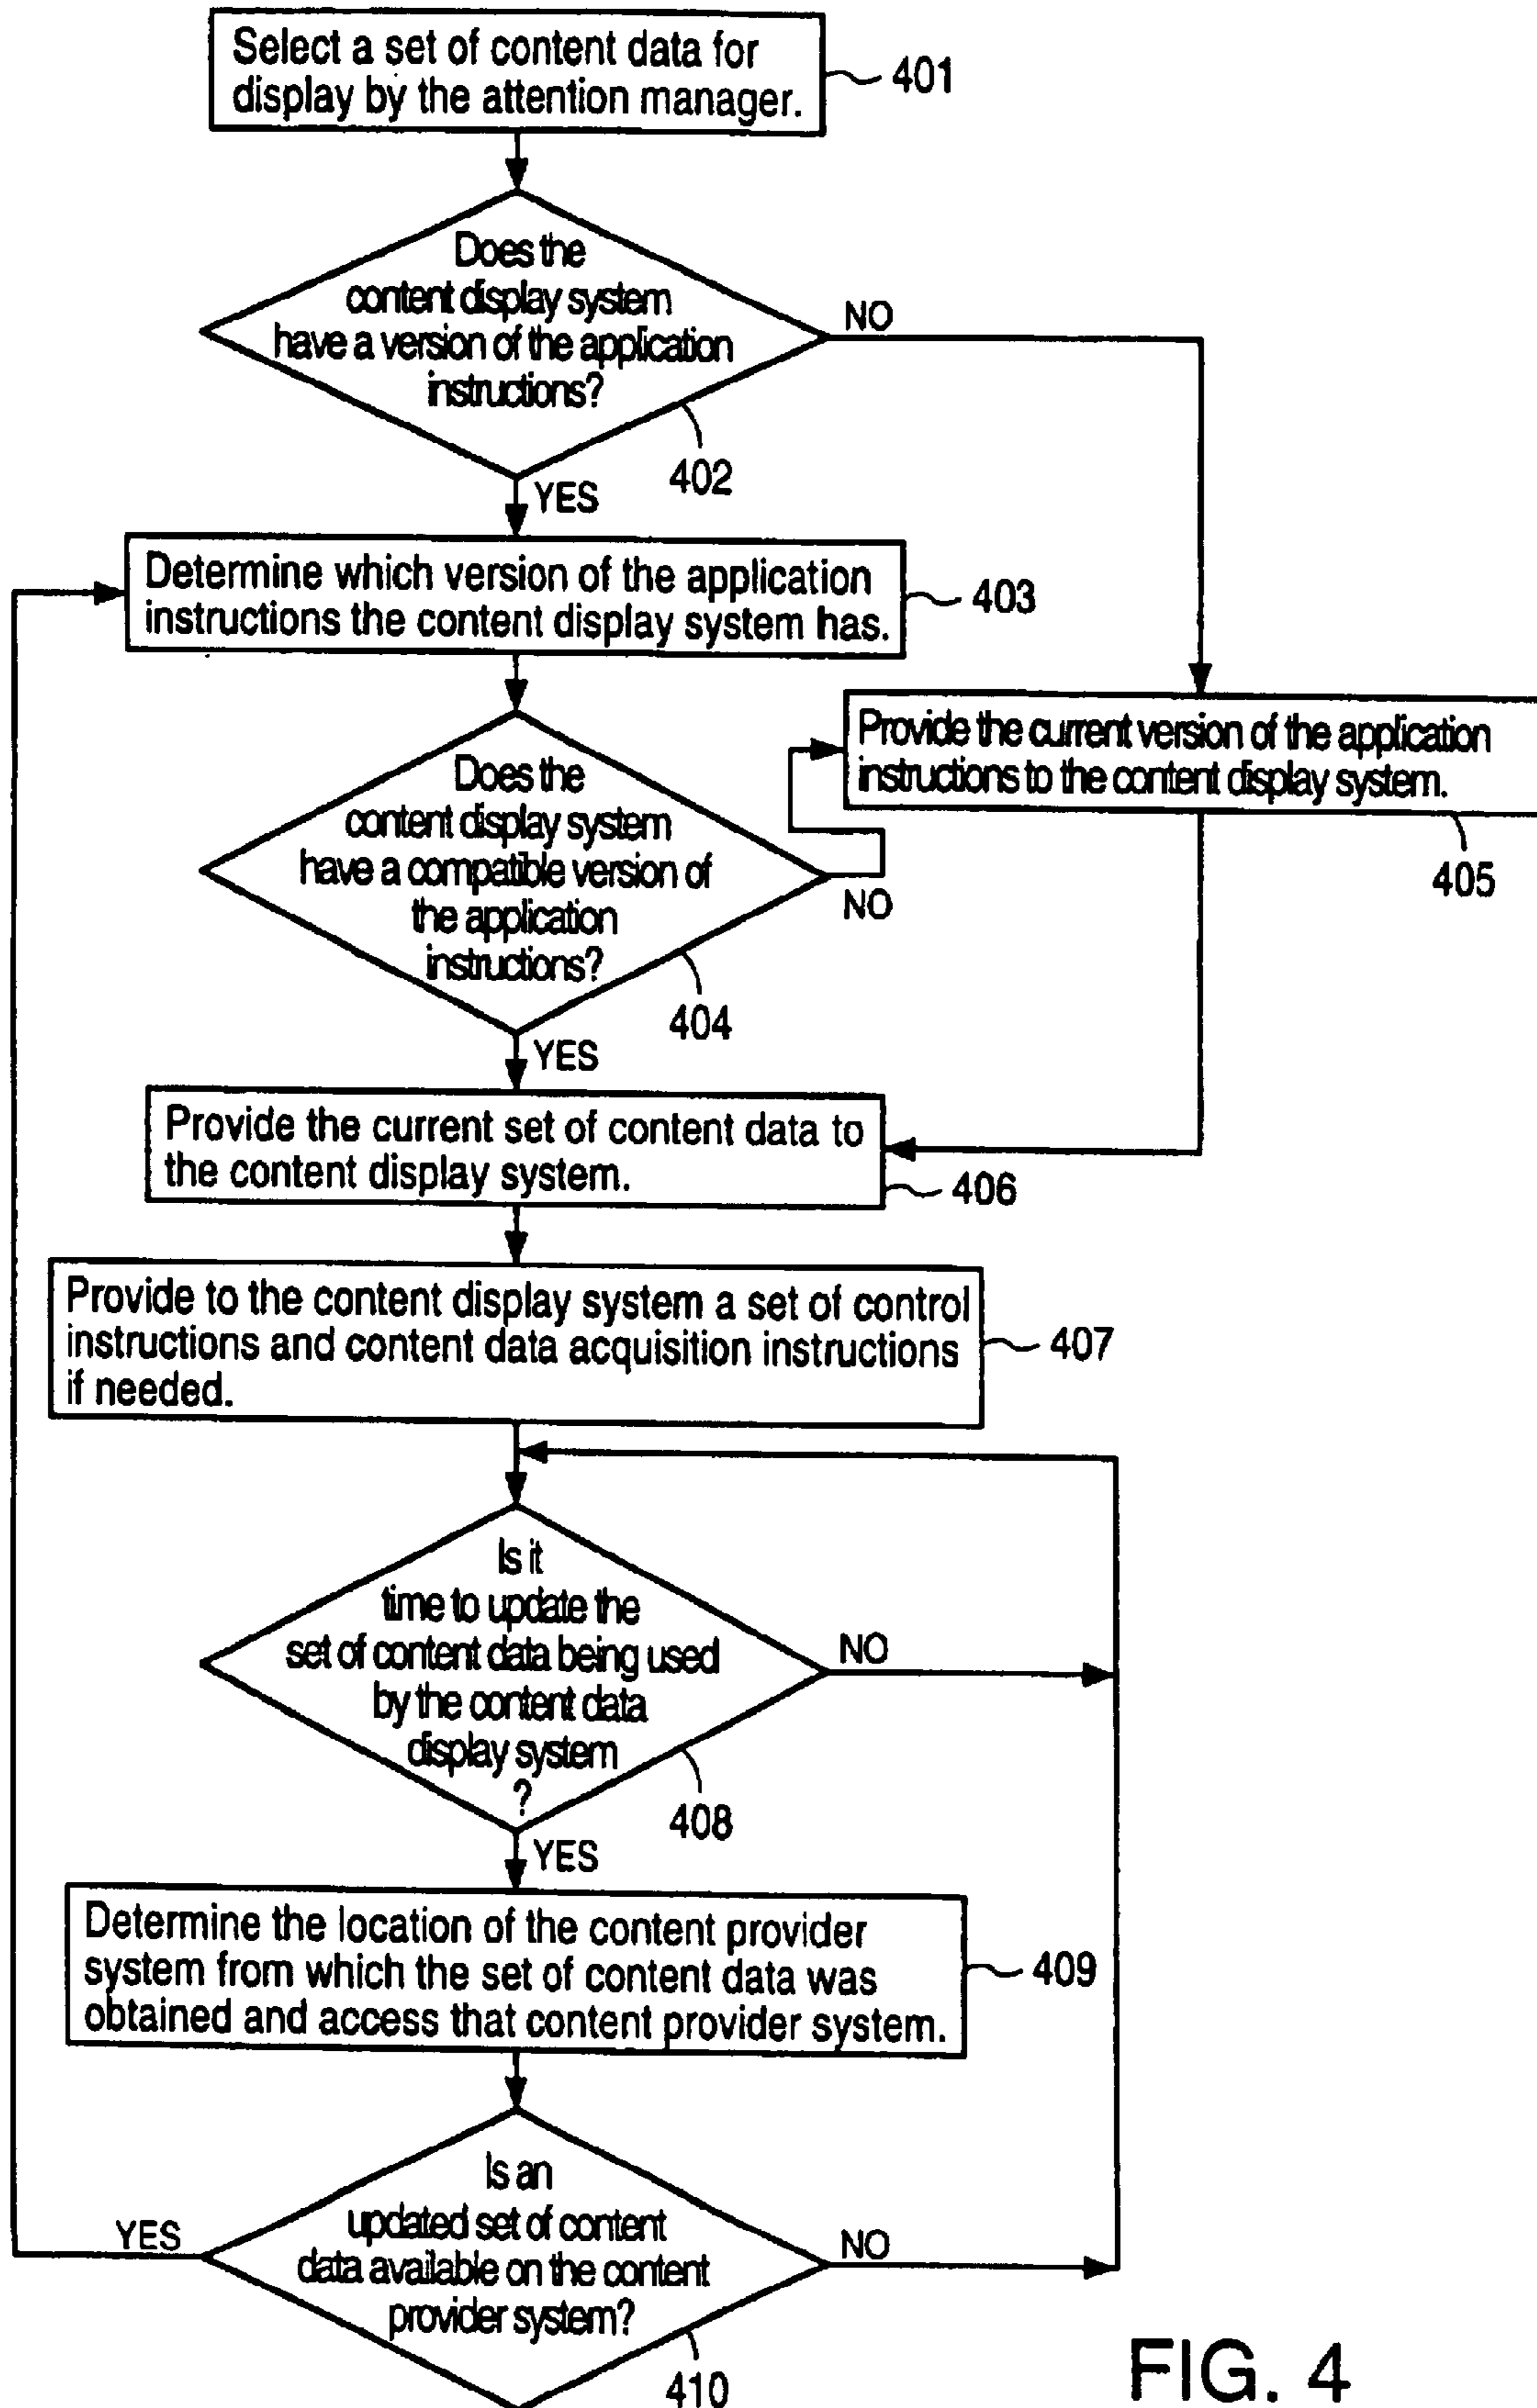 Select a set of content data for
display by the attention manager.
401
Does the
content display system
have a version of the application
instructions?
NO
402
YES
Determine which version of the application
instructions the content display system has.
403
Provide the current version of the application
instructions to the content display system.
405
Does the
content display system
have a compatible version of
the application
instructions?
NO
404
YES
Provide the current set of content data to
the content display system.
406
Provide to the content display system a set of control
instructions and content data acquisition instructions
if needed.
407
Is it
time to update the
set of content data being used
by the content data
display system
?
NO
408
YES
Determine the location of the content provider
system from which the set of content data was
obtained and access that content provider system.
409
Is an
updated set of content
data available on the content
provider system?
YES
NO
410
FIG. 4